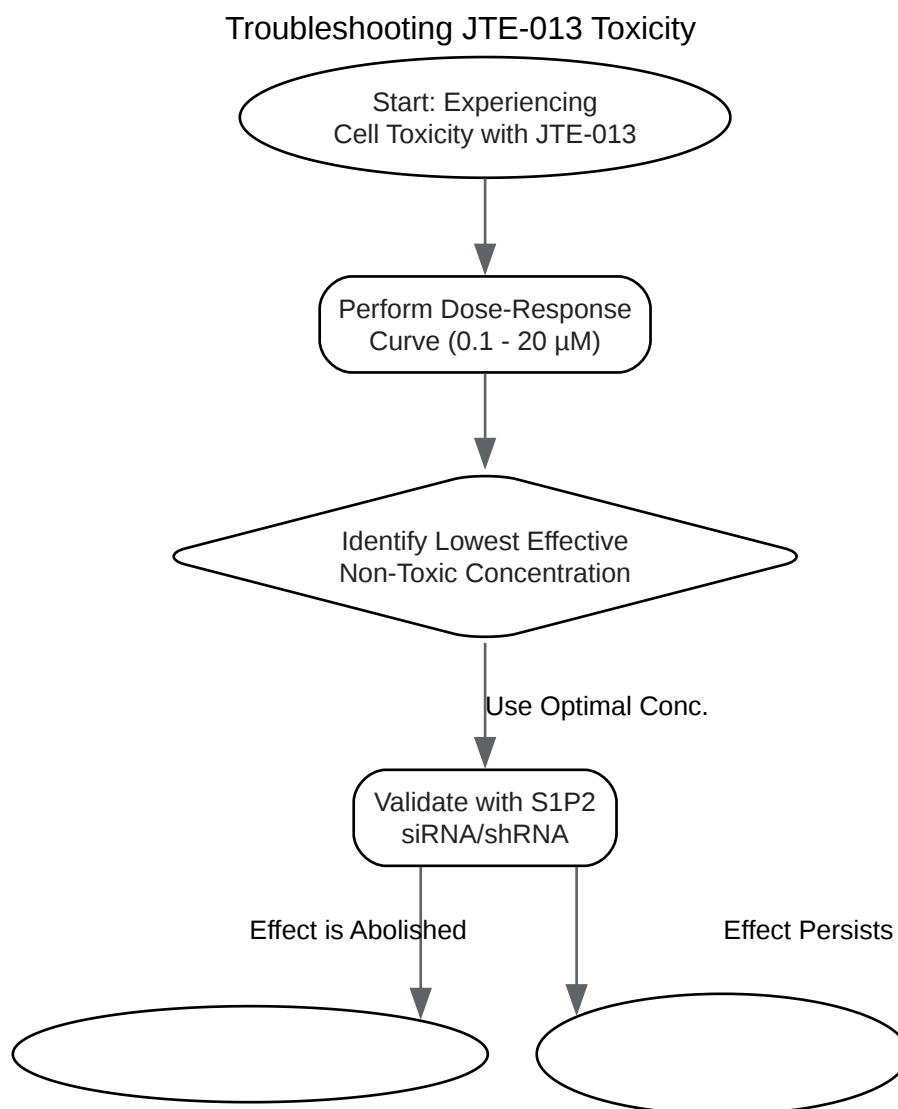 Troubleshooting JTE-013 Toxicity
Start: Experiencing
Cell Toxicity with JTE-013
Perform Dose-Response
Curve (0.1 - 20 µM)
Identify Lowest Effective
Non-Toxic Concentration
Use Optimal Conc.
Validate with S1P2
siRNA/shRNA
Effect is Abolished
Effect Persists